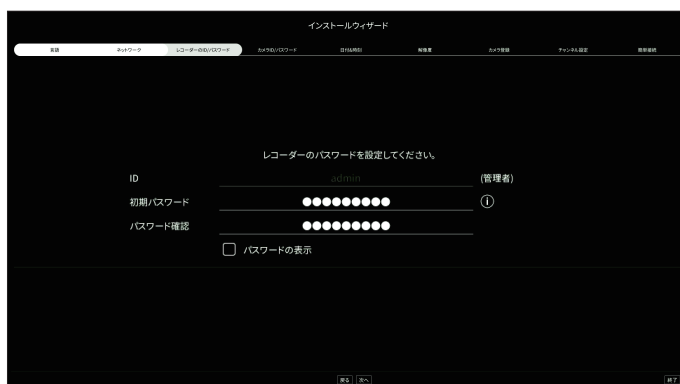 インストールウィザード
言語 ネットワーク レコーダーのID/パスワード カメラID/パスワード 日付&時刻 解像度 カメラ登録 チャンネル設定 簡単接続
レコーダーのパスワードを設定してください。
ID admin (管理者)
初期パスワード ●●●●●●●●●
パスワード確認 ●●●●●●●●●
パスワードの表示
戻る 次へ 終了